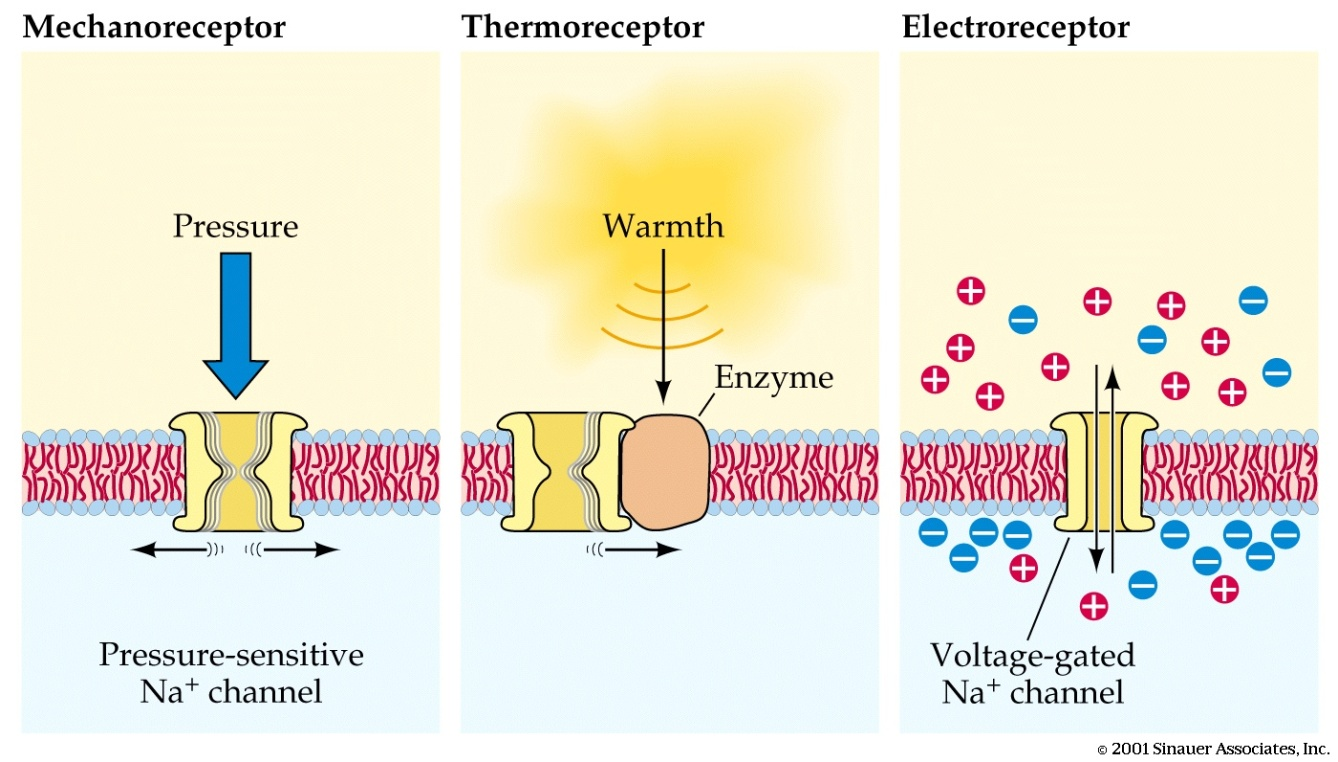 Mechanoreceptor
Pressure
Pressure-sensitive
Na⁺ channel
Thermoreceptor
Warmth
Enzyme
Electroreceptor
+
−
+
+
−
+
−
+
+
−
+
+
+
+
−
−
−
−
+
+
−
−
−
−
−
−
+
Voltage-gated
Na⁺ channel
© 2001 Sinauer Associates, Inc.